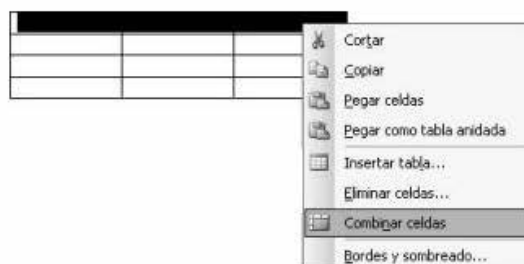 Cortar
Copiar
Pegar celdas
Pegar como tabla anidada
Insertar tabla...
Eliminar celdas...
Combinar celdas
Bordes y sombreado...